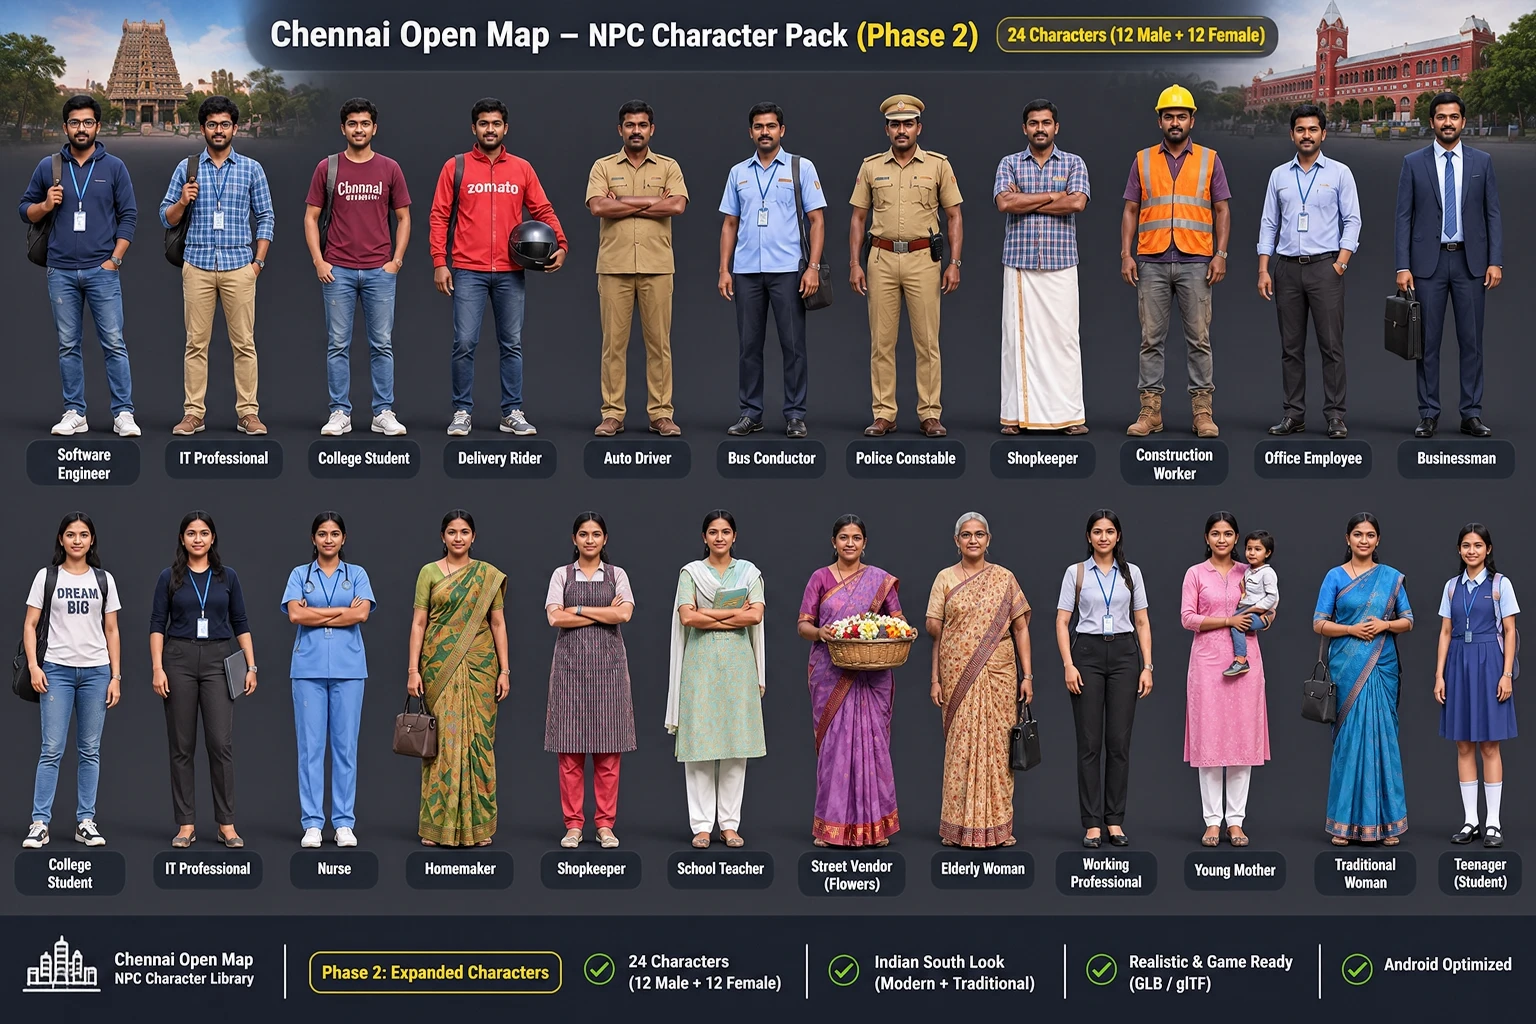 Chennai Open Map – NPC Character Pack (Phase 2)
24 Characters (12 Male + 12 Female)
zomato
Software
Engineer
IT Professional
College Student
Delivery Rider
Auto Driver
Bus Conductor
Police Constable
Shopkeeper
Construction
Worker
Office Employee
Businessman
DREAM
BIG
College
Student
IT Professional
Nurse
Homemaker
Shopkeeper
School Teacher
Street Vendor
(Flowers)
Elderly Woman
Working
Professional
Young Mother
Traditional
Woman
Teenager
(Student)
Chennai Open Map
NPC Character Library
Phase 2: Expanded Characters
24 Characters
(12 Male + 12 Female)
Indian South Look
(Modern + Traditional)
Realistic & Game Ready
(GLB / glTF)
Android Optimized